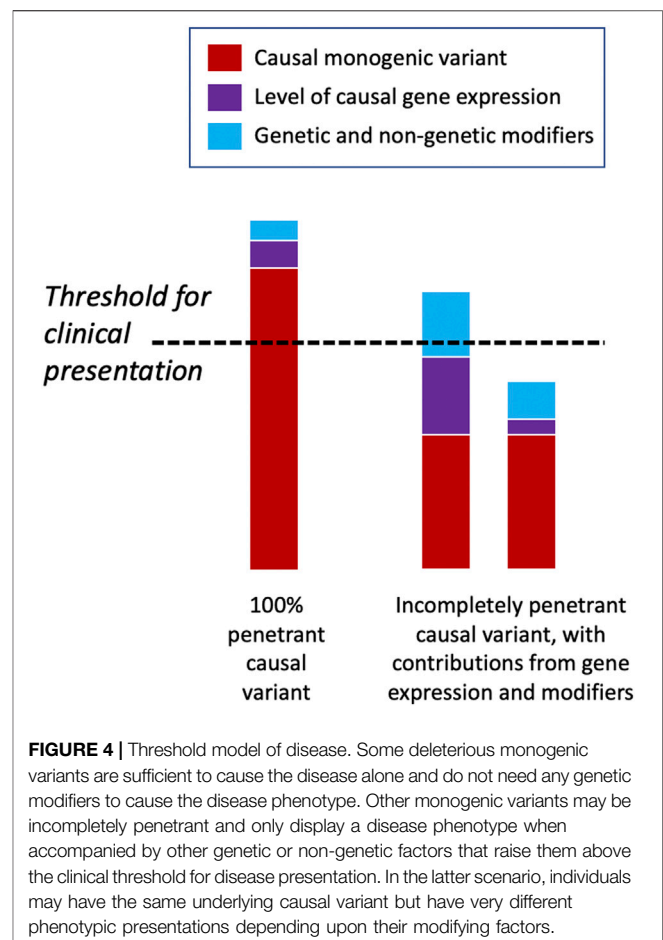 Causal monogenic variant
Level of causal gene expression
Genetic and non-genetic modifiers
Threshold for
clinical
presentation
100%
penetrant
causal
variant
Incompletely penetrant
causal variant, with
contributions from gene
expression and modifiers
FIGURE 4 | Threshold model of disease. Some deleterious monogenic
variants are sufficient to cause the disease alone and do not need any genetic
modifiers to cause the disease phenotype. Other monogenic variants may be
incompletely penetrant and only display a disease phenotype when
accompanied by other genetic or non-genetic factors that raise them above
the clinical threshold for disease presentation. In the latter scenario, individuals
may have the same underlying causal variant but have very different
phenotypic presentations depending upon their modifying factors.